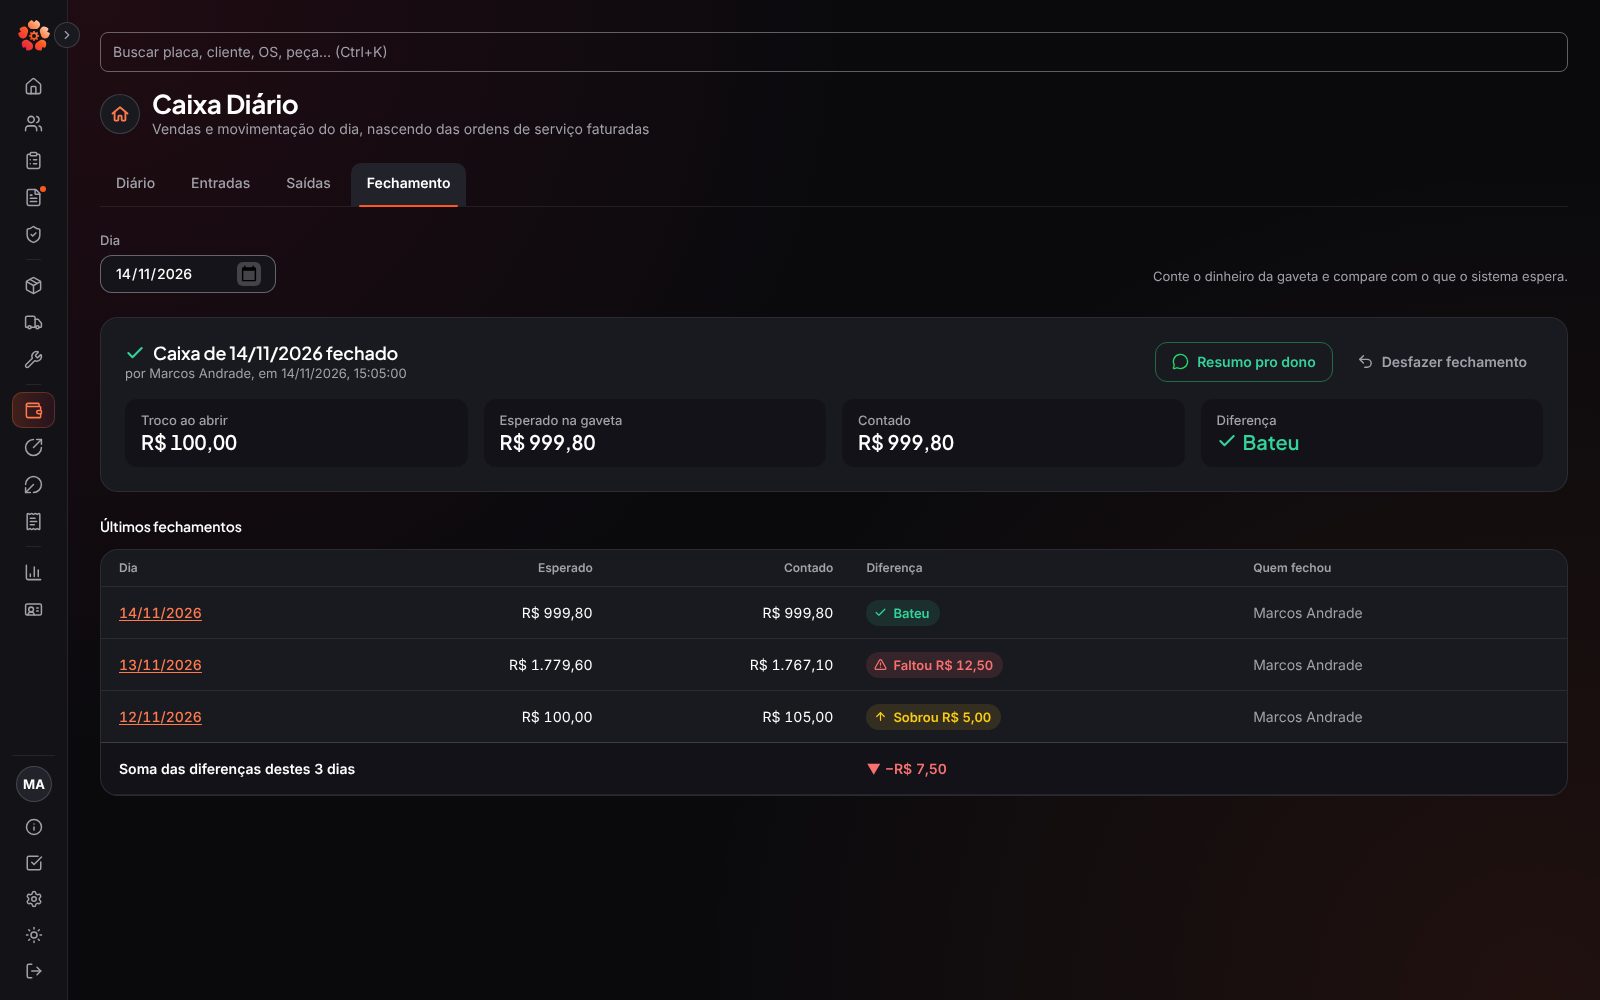 Buscar placa, cliente, OS, peça... (Ctrl+K)
Caixa Diário
Vendas e movimentação do dia, nascendo das ordens de serviço faturadas
Diário Entradas Saídas Fechamento
Dia
14/11/2026
Conte o dinheiro da gaveta e compare com o que o sistema espera.
Caixa de 14/11/2026 fechado
por Marcos Andrade, em 14/11/2026, 15:05:00
Resumo pro dono Desfazer fechamento
Troco ao abrir
R$ 100,00
Esperado na gaveta
R$ 999,80
Contado
R$ 999,80
Diferença
Bateu
Últimos fechamentos
Dia Esperado Contado Diferença Quem fechou
14/11/2026 R$ 999,80 R$ 999,80 Bateu Marcos Andrade
13/11/2026 R$ 1.779,60 R$ 1.767,10 Faltou R$ 12,50 Marcos Andrade
12/11/2026 R$ 100,00 R$ 105,00 Sobrou R$ 5,00 Marcos Andrade
Soma das diferenças destes 3 dias ▼ −R$ 7,50
MA